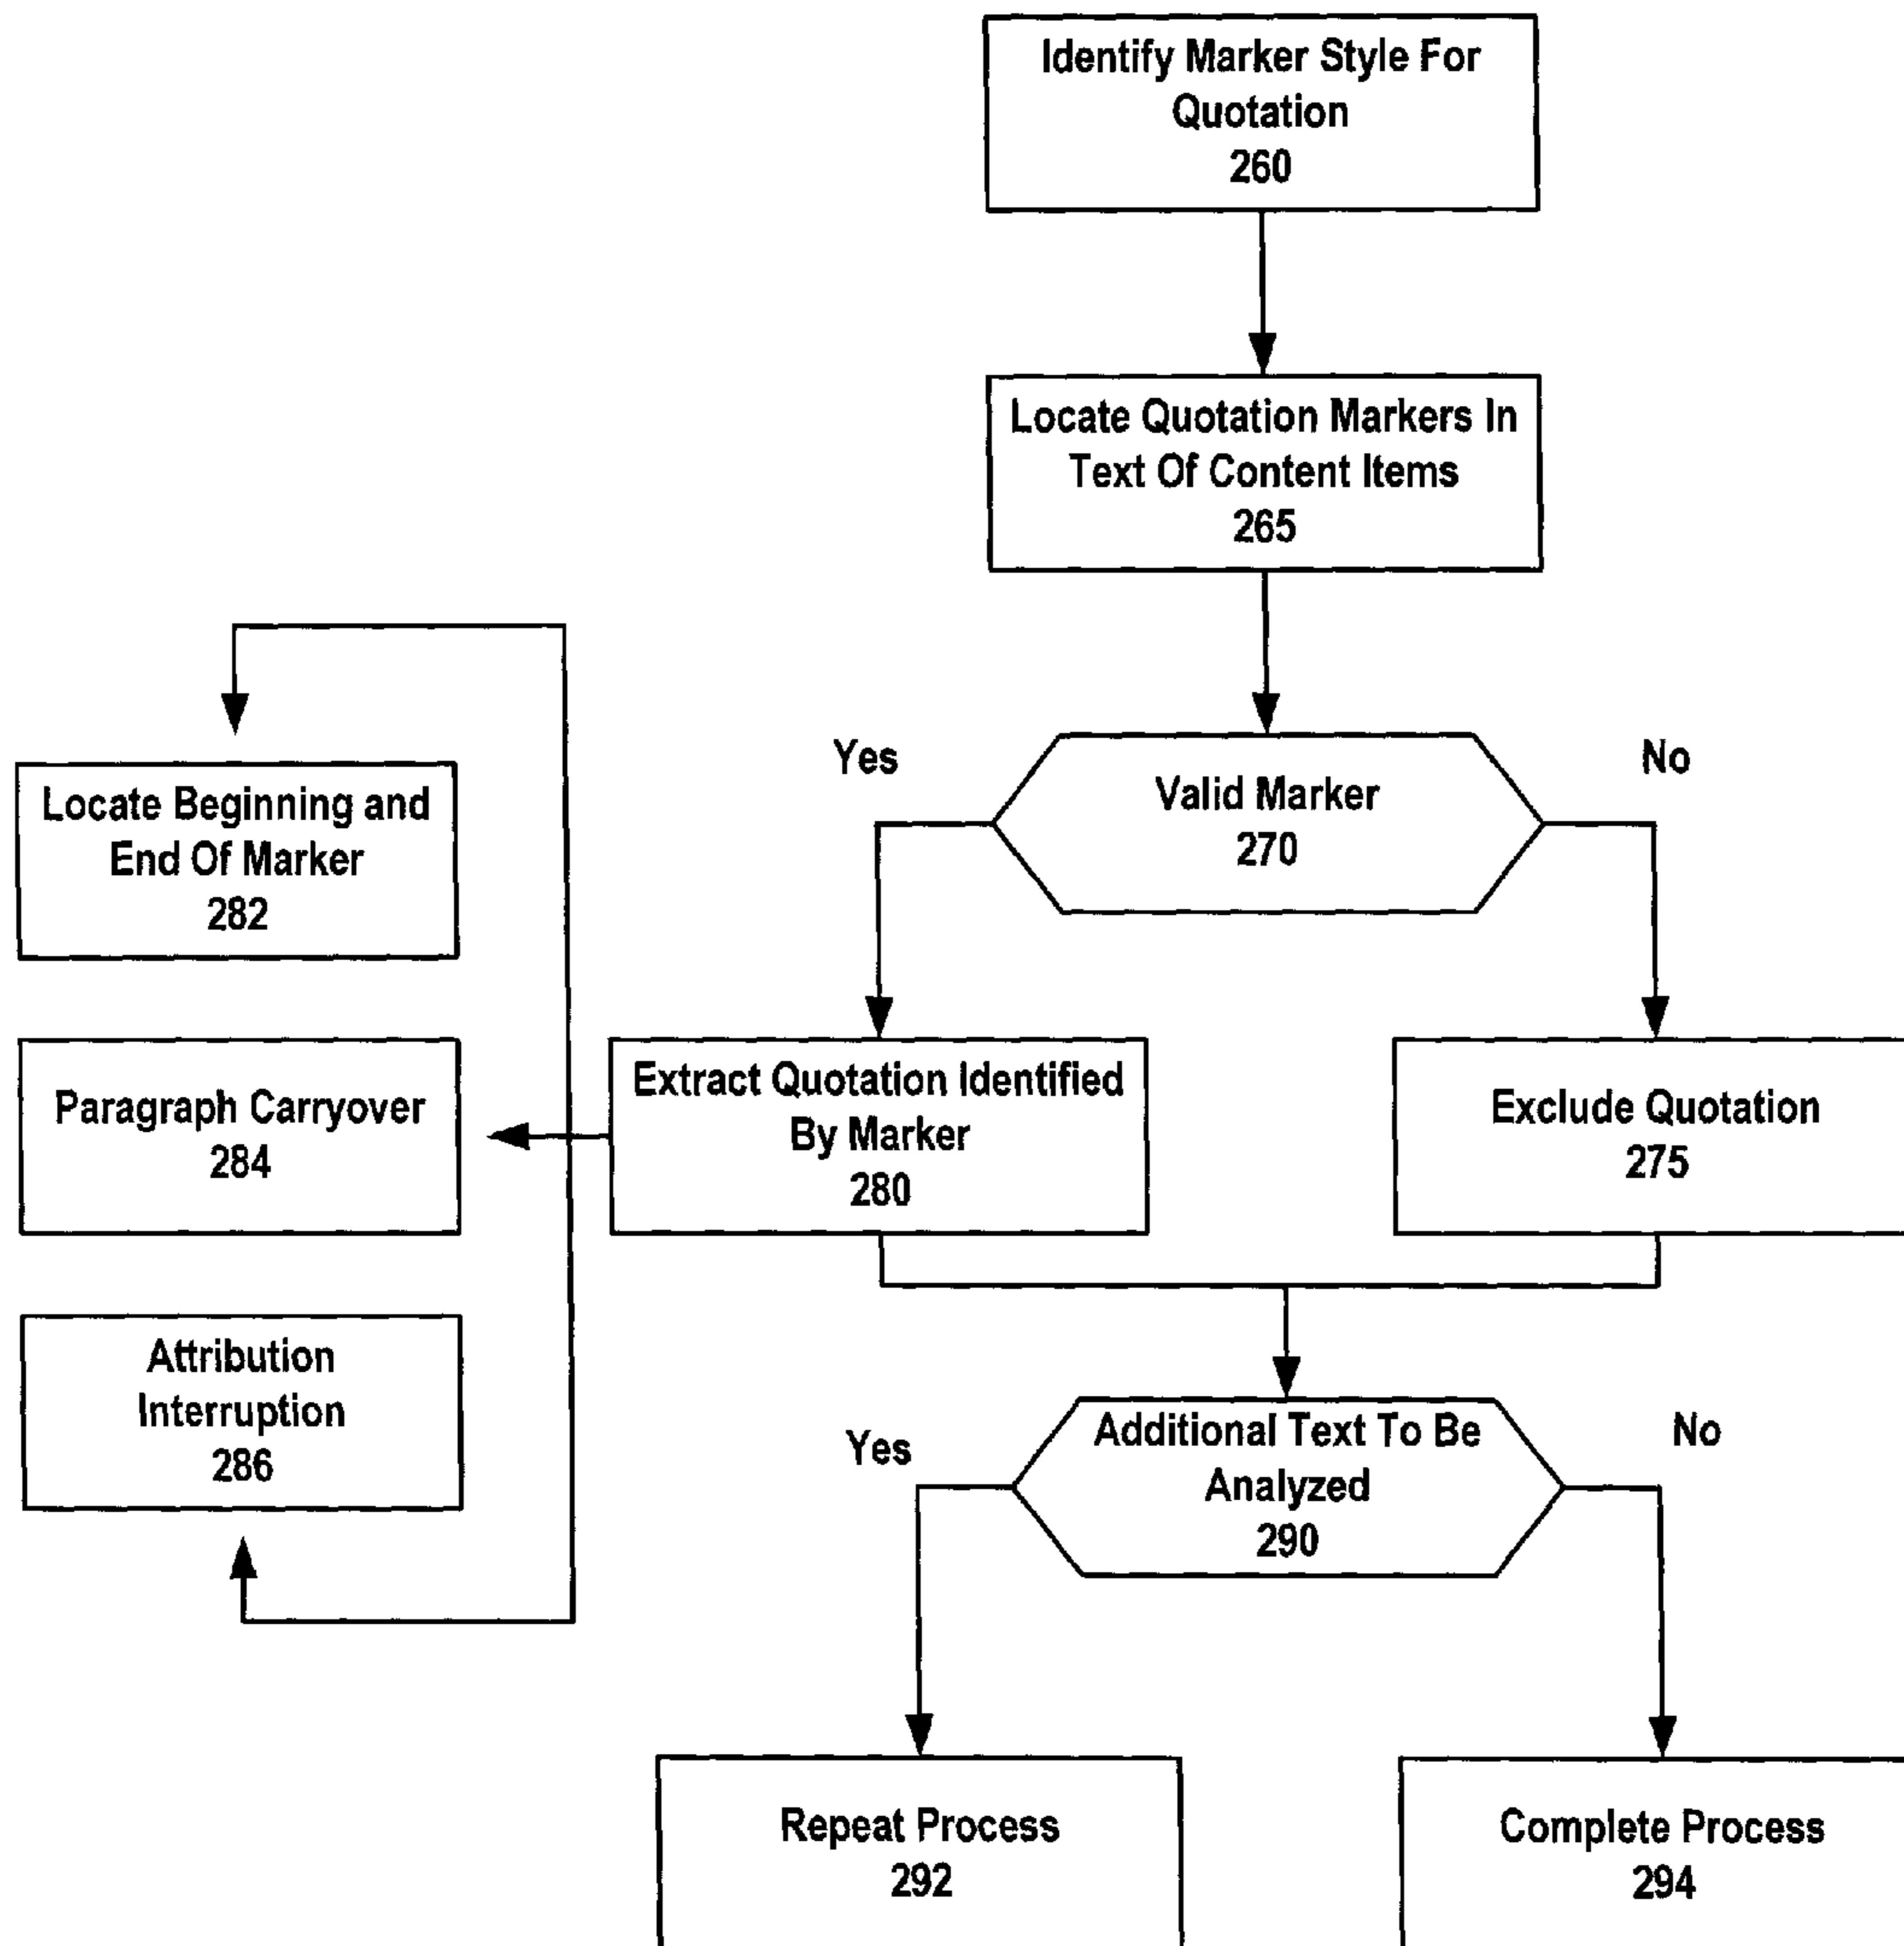 Identify Marker Style For
Quotation
260
Locate Quotation Markers In
Text Of Content Items
265
Yes
No
Valid Marker
270
Locate Beginning and
End Of Marker
282
Paragraph Carryover
284
Extract Quotation Identified
By Marker
280
Exclude Quotation
275
Attribution
Interruption
286
Yes
Additional Text To Be
Analyzed
290
No
Repeat Process
292
Complete Process
294